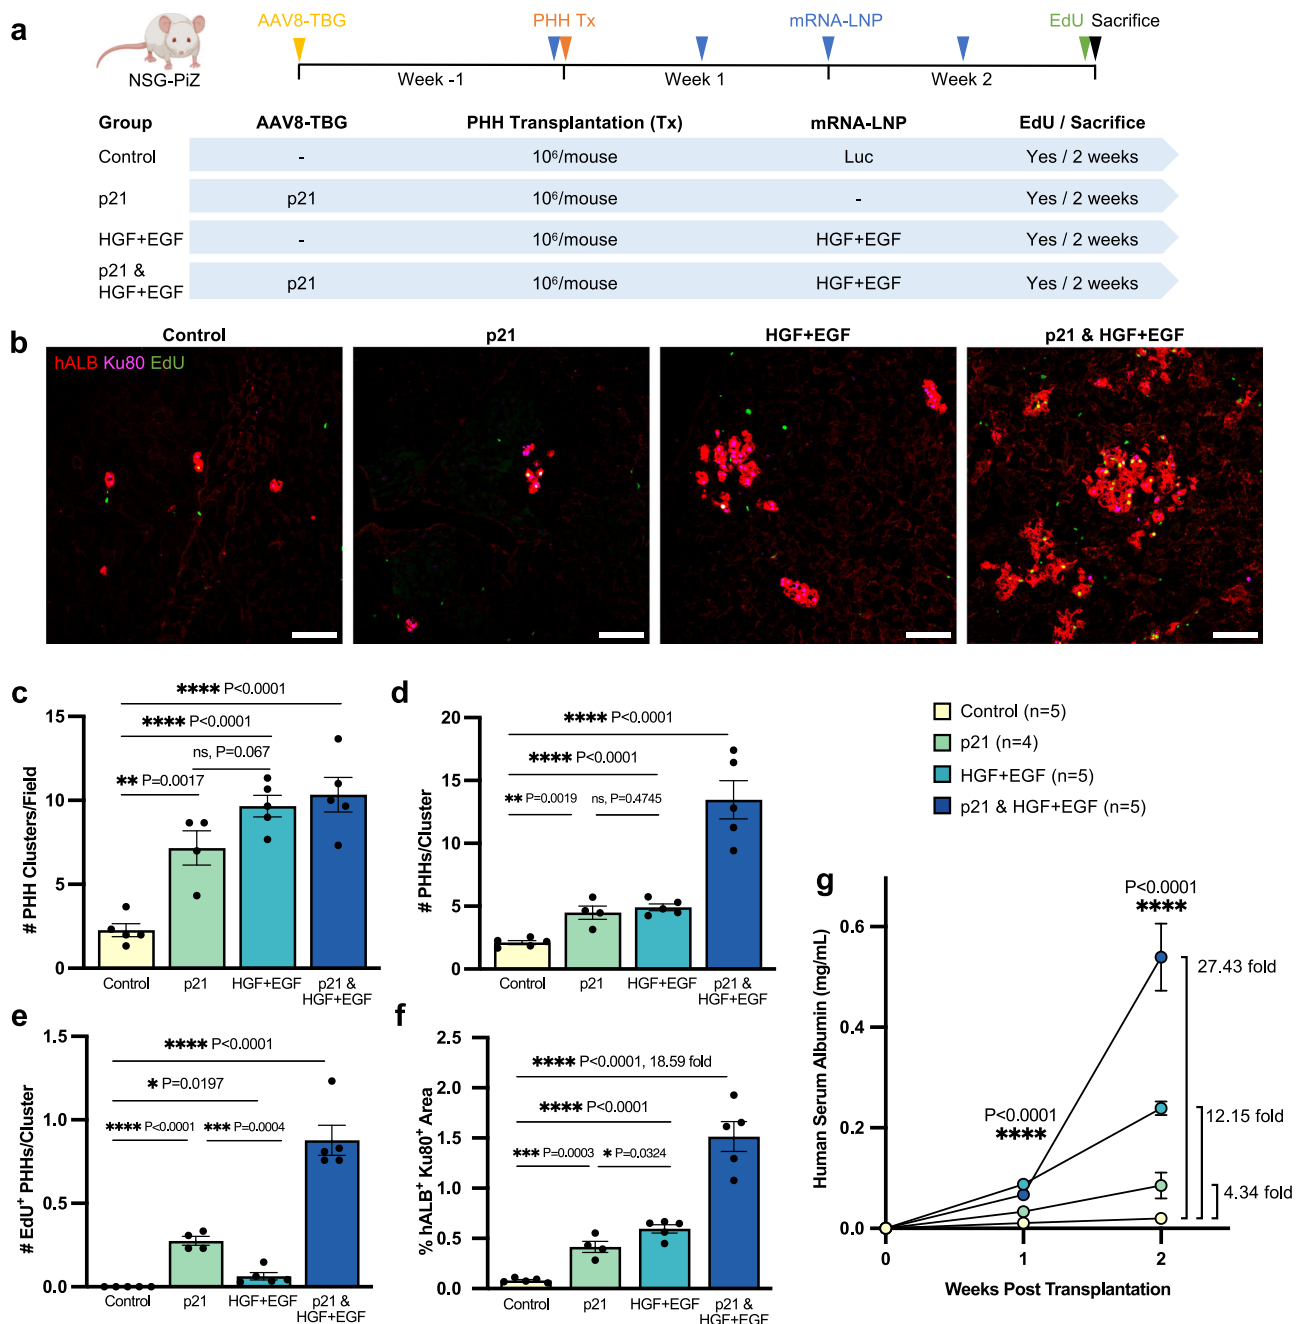 a
AAV8-TBG PHH Tx mRNA-LNP EdU Sacrifice
NSG-PiZ Week -1 Week 1 Week 2
Group AAV8-TBG PHH Transplantation (Tx) mRNA-LNP EdU / Sacrifice
Control - 10⁶/mouse Luc Yes / 2 weeks
p21 p21 10⁶/mouse - Yes / 2 weeks
HGF+EGF - 10⁶/mouse HGF+EGF Yes / 2 weeks
p21 &
HGF+EGF p21 10⁶/mouse HGF+EGF Yes / 2 weeks
b
Control p21 HGF+EGF p21 & HGF+EGF
hALB Ku80 EdU
c
# PHH Clusters/Field
15
10
5
0
**** P<0.0001
**** P<0.0001
ns, P=0.067
** P=0.0017
Control p21 HGF+EGF p21 &
HGF+EGF
d
# PHHs/Cluster
20
15
10
5
0
**** P<0.0001
**** P<0.0001
** P=0.0019 ns, P=0.4745
Control p21 HGF+EGF p21 &
HGF+EGF
Control (n=5)
p21 (n=4)
HGF+EGF (n=5)
p21 & HGF+EGF (n=5)
e
# EdU⁺ PHHs/Cluster
1.5
1.0
0.5
0.0
**** P<0.0001
* P=0.0197
**** P<0.0001 *** P=0.0004
Control p21 HGF+EGF p21 &
HGF+EGF
f
% hALB⁺ Ku80⁺ Area
2.5
2.0
1.5
1.0
0.5
0.0
**** P<0.0001, 18.59 fold
**** P<0.0001
*** P=0.0003 * P=0.0324
Control p21 HGF+EGF p21 &
HGF+EGF
g
Human Serum Albumin (mg/mL)
0.6
0.4
0.2
0.0
P<0.0001
****
P<0.0001
****
27.43 fold
12.15 fold
4.34 fold
0 1 2
Weeks Post Transplantation